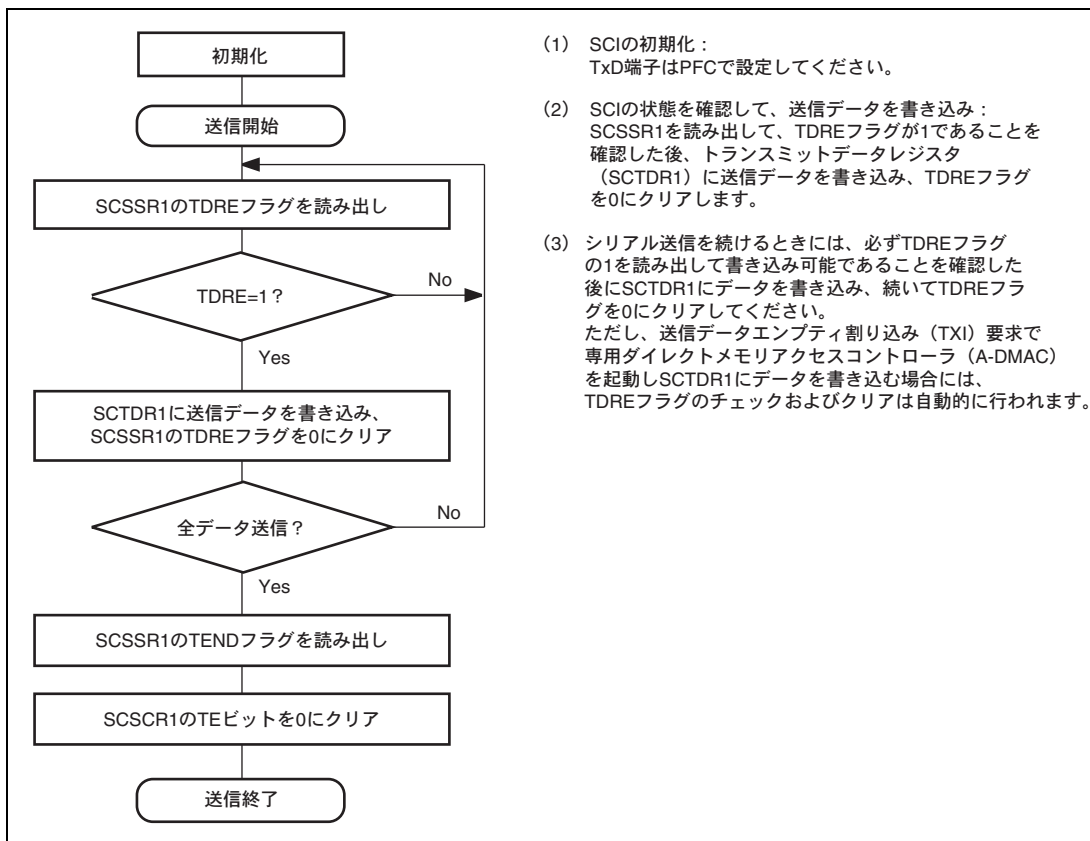 初期化
送信開始
SCSSR1のTDREフラグを読み出し
TDRE=1？
No
Yes
SCTDR1に送信データを書き込み、
SCSSR1のTDREフラグを0にクリア
全データ送信？
No
Yes
SCSSR1のTENDフラグを読み出し
SCSCR1のTEビットを0にクリア
送信終了
（1） SCIの初期化：
TxD端子はPFCで設定してください。
（2） SCIの状態を確認して、送信データを書き込み：
SCSSR1を読み出して、TDREフラグが1であることを
確認した後、トランスミットデータレジスタ
（SCTDR1）に送信データを書き込み、TDREフラグ
を0にクリアします。
（3） シリアル送信を続けるときには、必ずTDREフラグ
の1を読み出して書き込み可能であることを確認した
後にSCTDR1にデータを書き込み、続いてTDREフラ
グを0にクリアしてください。
ただし、送信データエンプティ割り込み（TXI）要求で
専用ダイレクトメモリアクセスコントローラ（A-DMAC）
を起動しSCTDR1にデータを書き込む場合には、
TDREフラグのチェックおよびクリアは自動的に行われます。